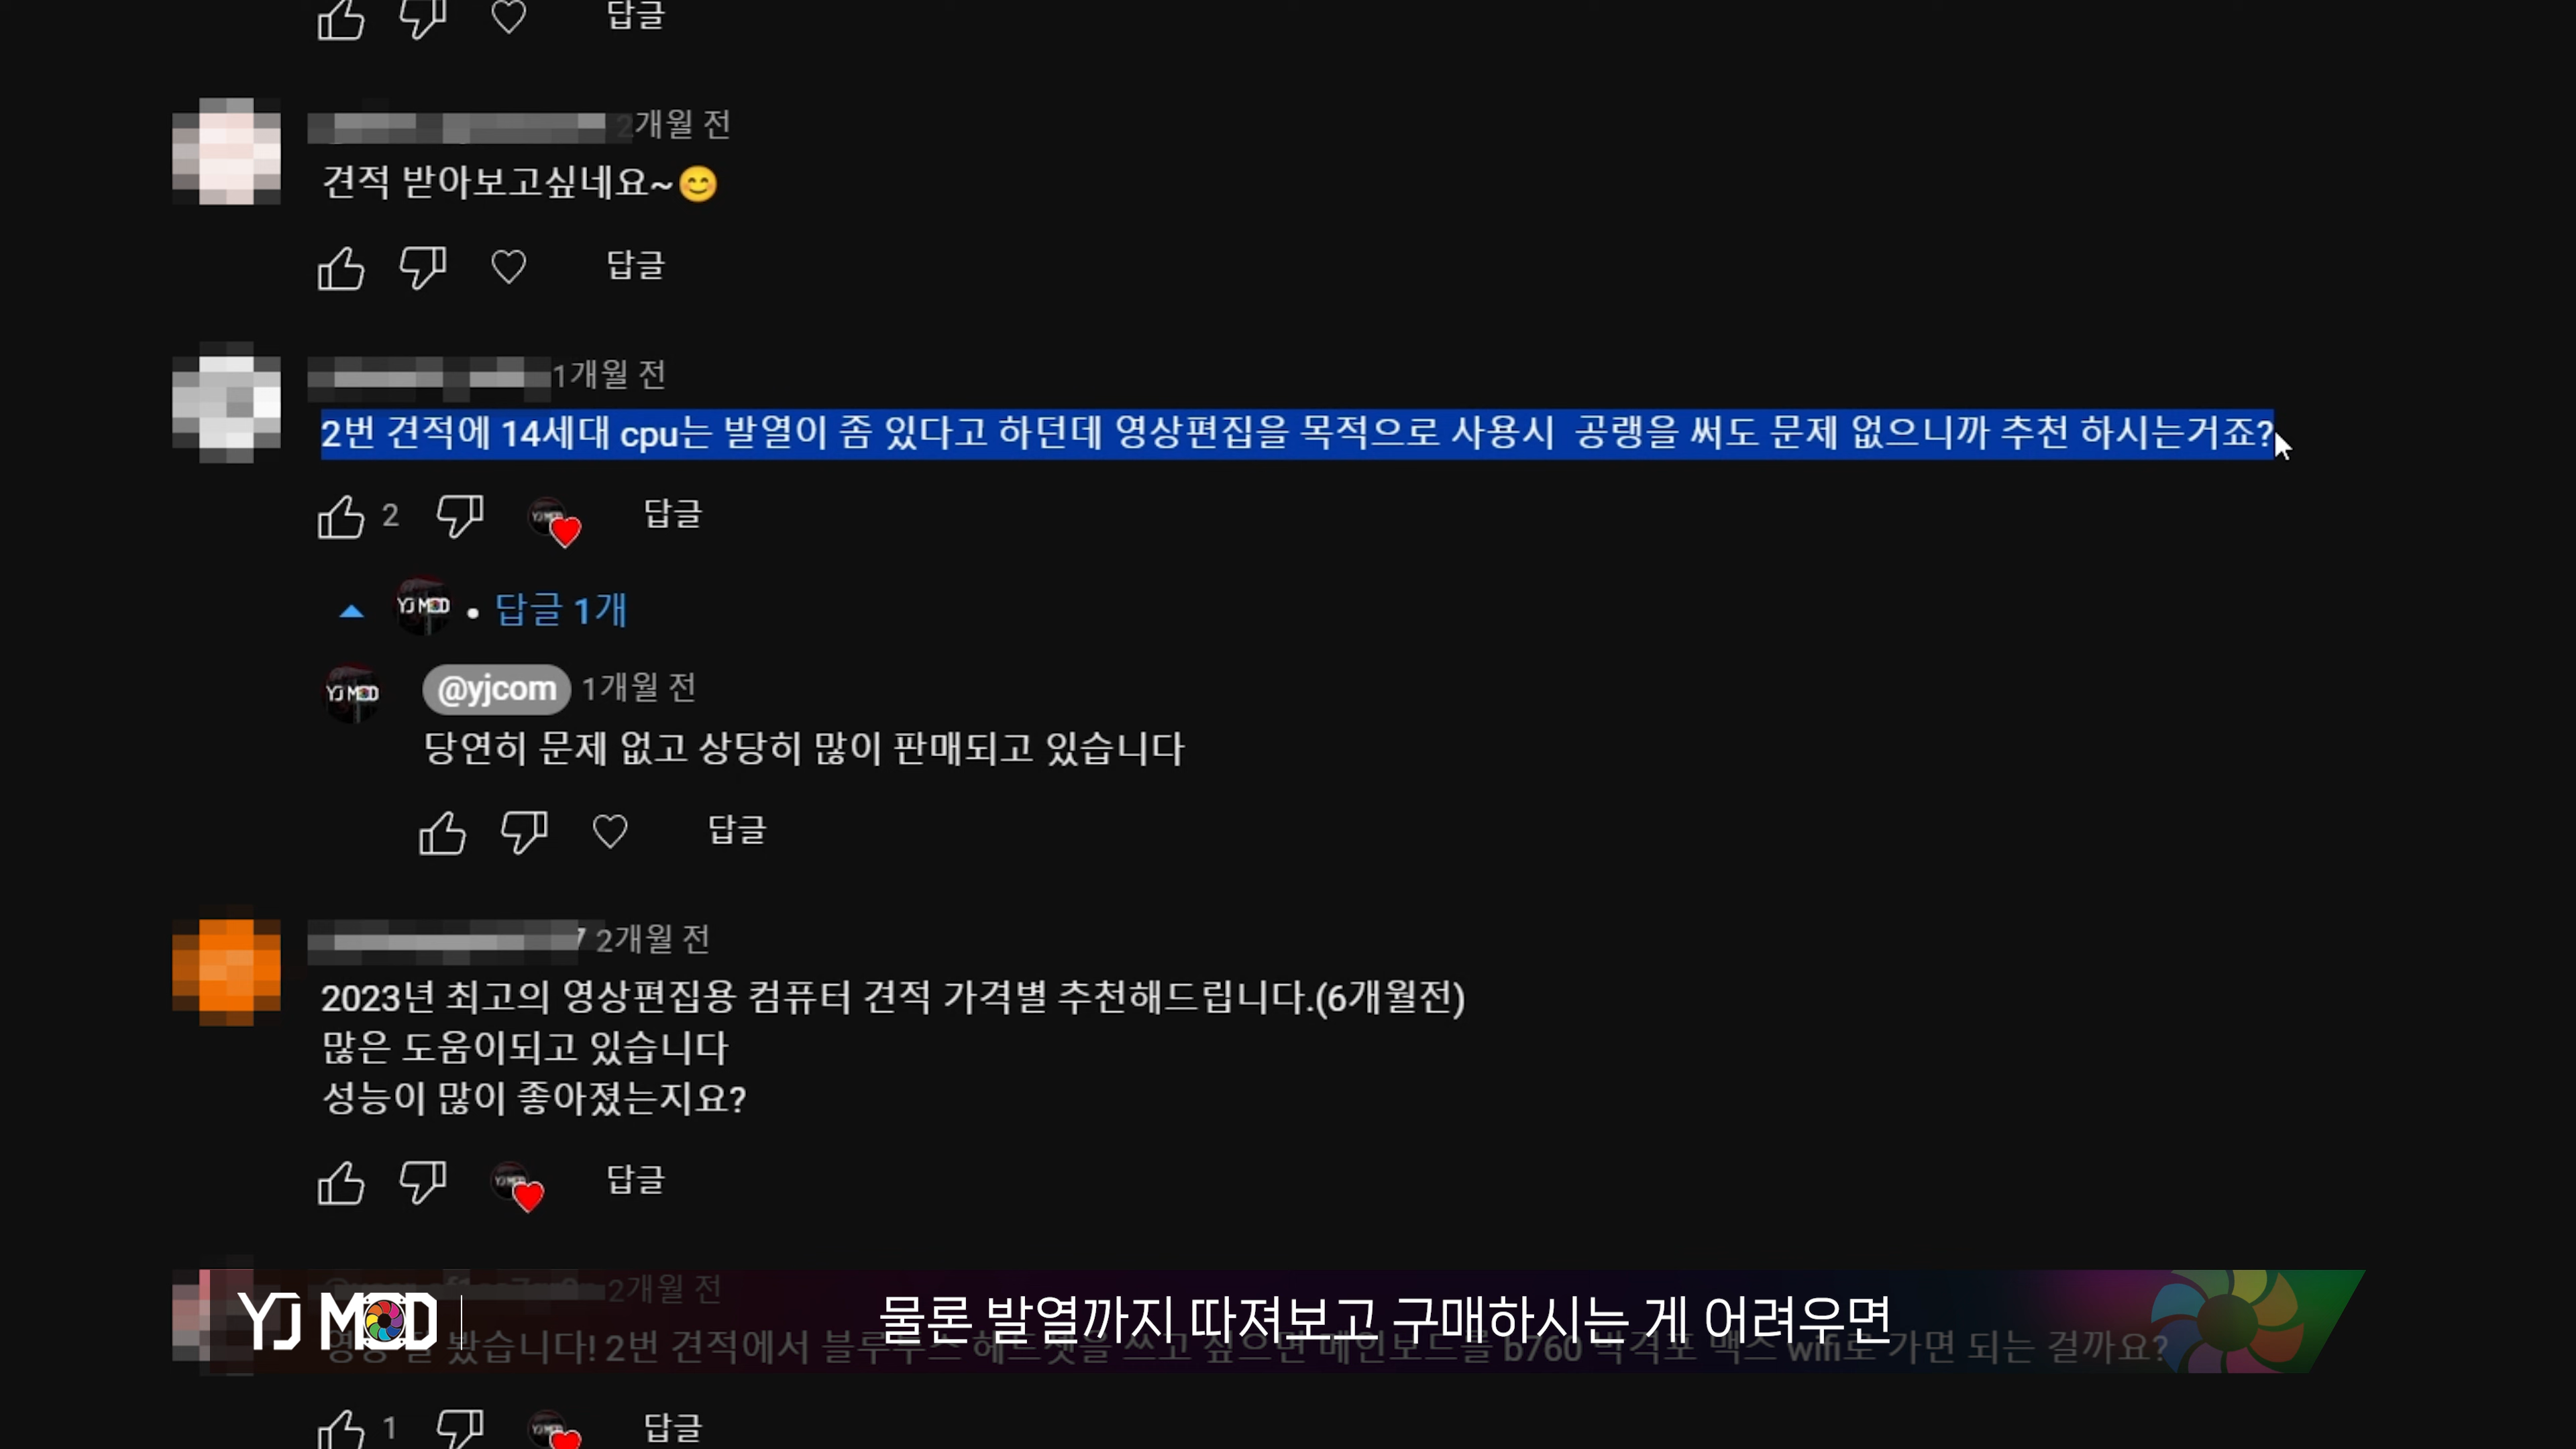 답글
2개월 전
견적 받아보고싶네요~😊
답글
1개월 전
2번 견적에 14세대 cpu는 발열이 좀 있다고 하던데 영상편집을 목적으로 사용시 공랭을 써도 문제 없으니까 추천 하시는거죠?
2 답글
YJ MOD • 답글 1개
YJ MOD @yjcom 1개월 전
당연히 문제 없고 상당히 많이 판매되고 있습니다
답글
7 2개월 전
2023년 최고의 영상편집용 컴퓨터 견적 가격별 추천해드립니다.(6개월전)
많은 도움이되고 있습니다
성능이 많이 좋아졌는지요?
답글
2개월 전
YJ MOD 물론 발열까지 따져보고 구매하시는 게 어려우면
봤습니다! 2번 견적에서 블루투스 헤드셋을 쓰고 싶으면 메인보드를 b760 박격포 맥스 wifi로 가면 되는 걸까요?
1 답글